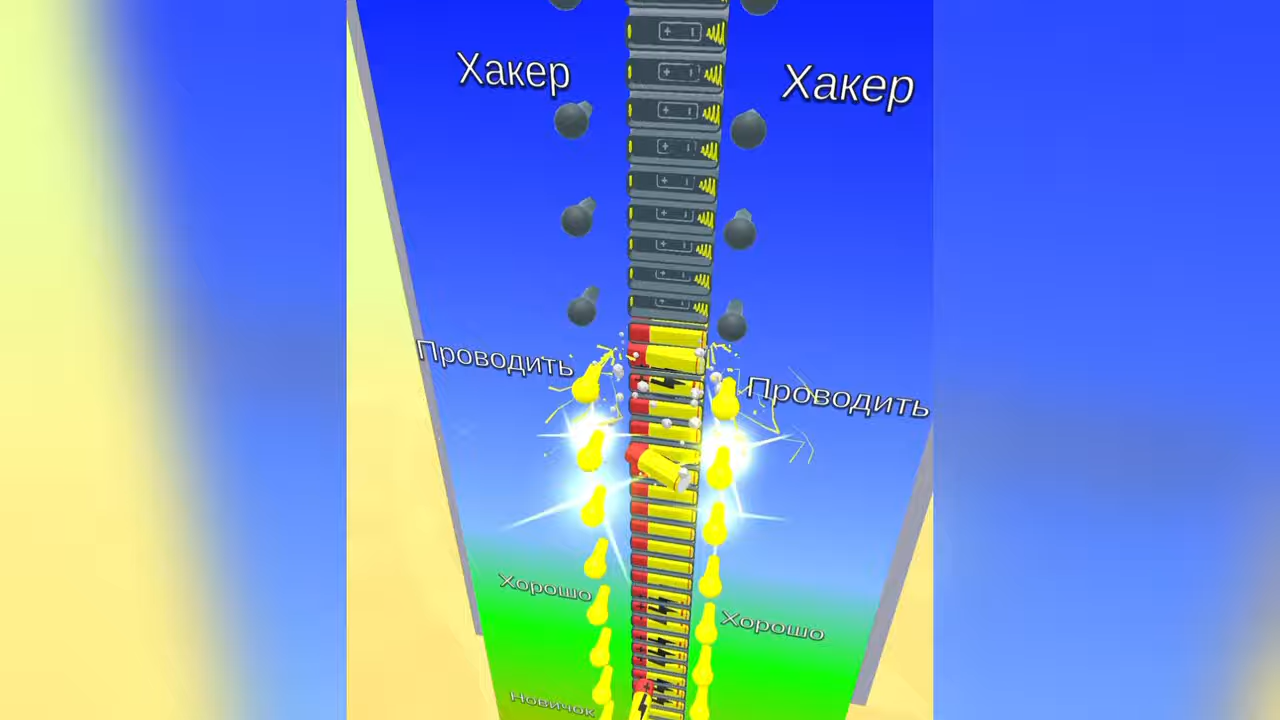 Хакер Хакер
Проводить Проводить
Хорошо Хорошо
Новичок